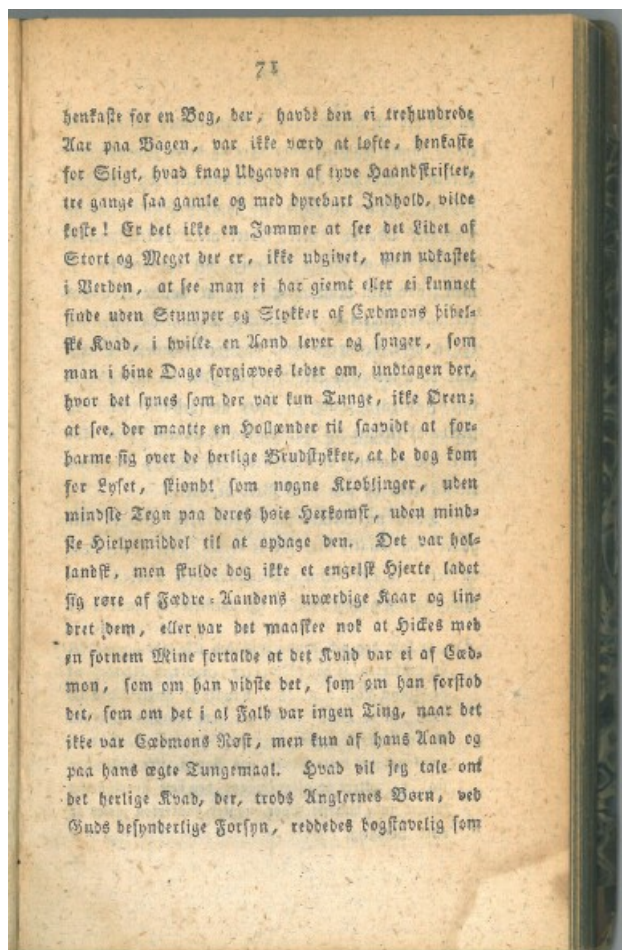 71
henkaste for en Bog, der, havde den ei trehundrede
Aar paa Bagen, var ikke værd at løfte, henkaste
for Sligt, hvad knap Udgaven af tyve Haandskrifter,
tre gange saa gamle og med dyrebart Indhold, vilde
koste! Er det ikke en Jammer at see det Lidet af
Stort og Meget der er, ikke udgivet, men udkastet
i Verden, at see man ei har giemt eller ei kunnet
finde uden Stumper og Stykker af Cædmons bibel-
ske Kvad, i hvilke en Aand lever og synger, som
man i hine Dage forgiæves leder om, undtagen der,
hvor det synes som der var kun Tunge, ikke Øren;
at see, der maatte en Hollænder til saavidt at for-
barme sig over de herlige Brudstykker, at de dog kom
for Lyset, skiøndt som nøgne Kroblinger, uden
mindste Tegn paa deres høie Herkomst, uden mind-
ste Hielpemiddel til at opdage den. Det var hol-
landsk, men skulde dog ikke et engelsk Hjerte ladet
sig røre af Fædre-Aandens uværdige Kaar og lin-
dret dem, eller var det maaskee nok at Hickes med
en fornem Mine fortalde at det Kvad var ei af Cæd-
mon, som om han vidste det, som om han forstod
det, som om det i al Fald var ingen Ting, naar det
ikke var Cædmons Røst, men kun af hans Aand og
paa hans ægte Tungemaal. Hvad vil jeg tale om
det herlige Kvad, der, trods Anglernes Børn, ved
Guds besynderlige Forsyn, reddedes bogstavelig som